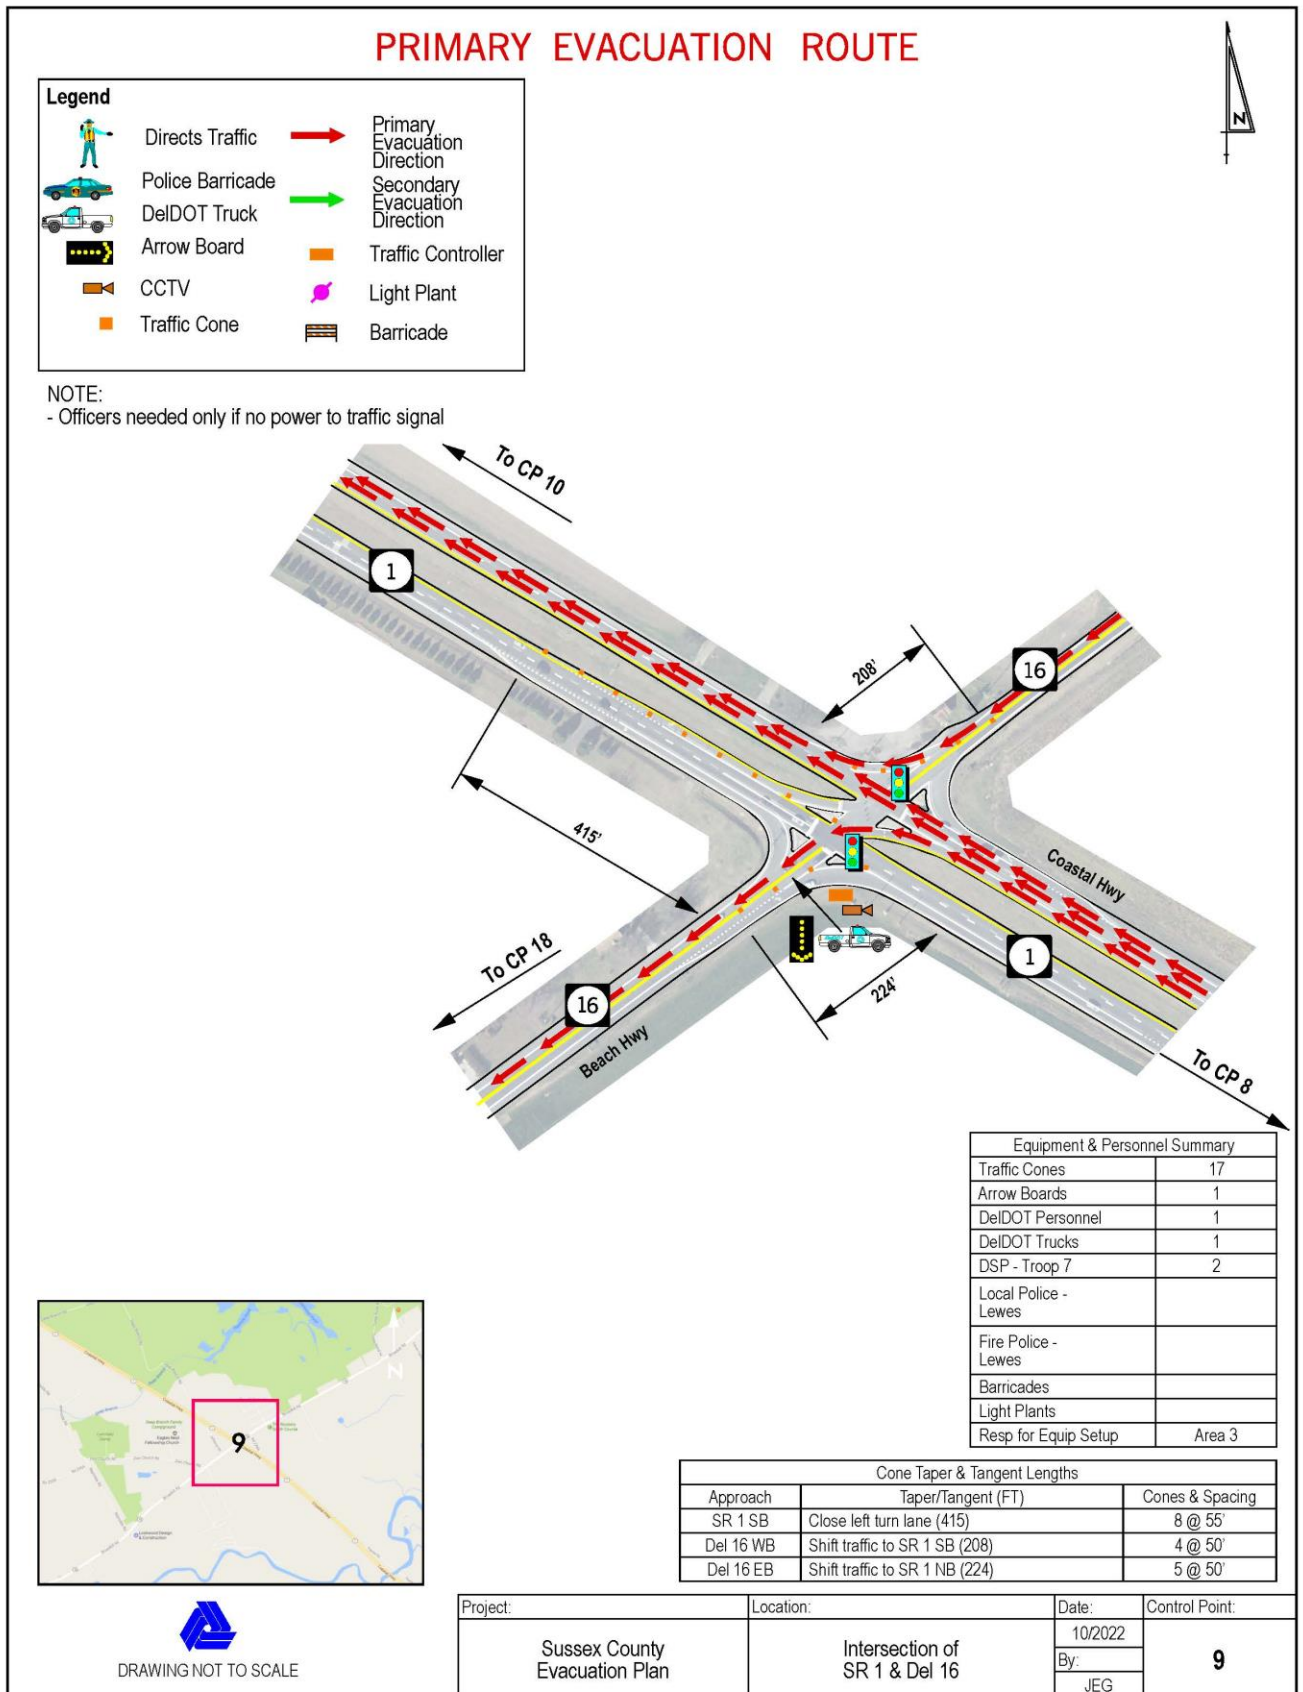 PRIMARY EVACUATION ROUTE
N
Legend
Directs Traffic
Police Barricade
DelDOT Truck
Arrow Board
CCTV
Traffic Cone
Primary
Evacuation
Direction
Secondary
Evacuation
Direction
Traffic Controller
Light Plant
Barricade
NOTE:
- Officers needed only if no power to traffic signal
To CP 10
1
208'
16
415'
Coastal Hwy
To CP 18
16
Beach Hwy
224'
1
To CP 8
Equipment & Personnel Summary
Traffic Cones 17
Arrow Boards 1
DelDOT Personnel 1
DelDOT Trucks 1
DSP - Troop 7 2
Local Police -
Lewes
Fire Police -
Lewes
Barricades
Light Plants
Resp for Equip Setup Area 3
N
9
Cone Taper & Tangent Lengths
Approach Taper/Tangent (FT) Cones & Spacing
SR 1 SB Close left turn lane (415) 8 @ 55'
Del 16 WB Shift traffic to SR 1 SB (208) 4 @ 50'
Del 16 EB Shift traffic to SR 1 NB (224) 5 @ 50'
DRAWING NOT TO SCALE
Project:
Sussex County
Evacuation Plan
Location:
Intersection of
SR 1 & Del 16
Date:
10/2022
By:
JEG
Control Point:
9